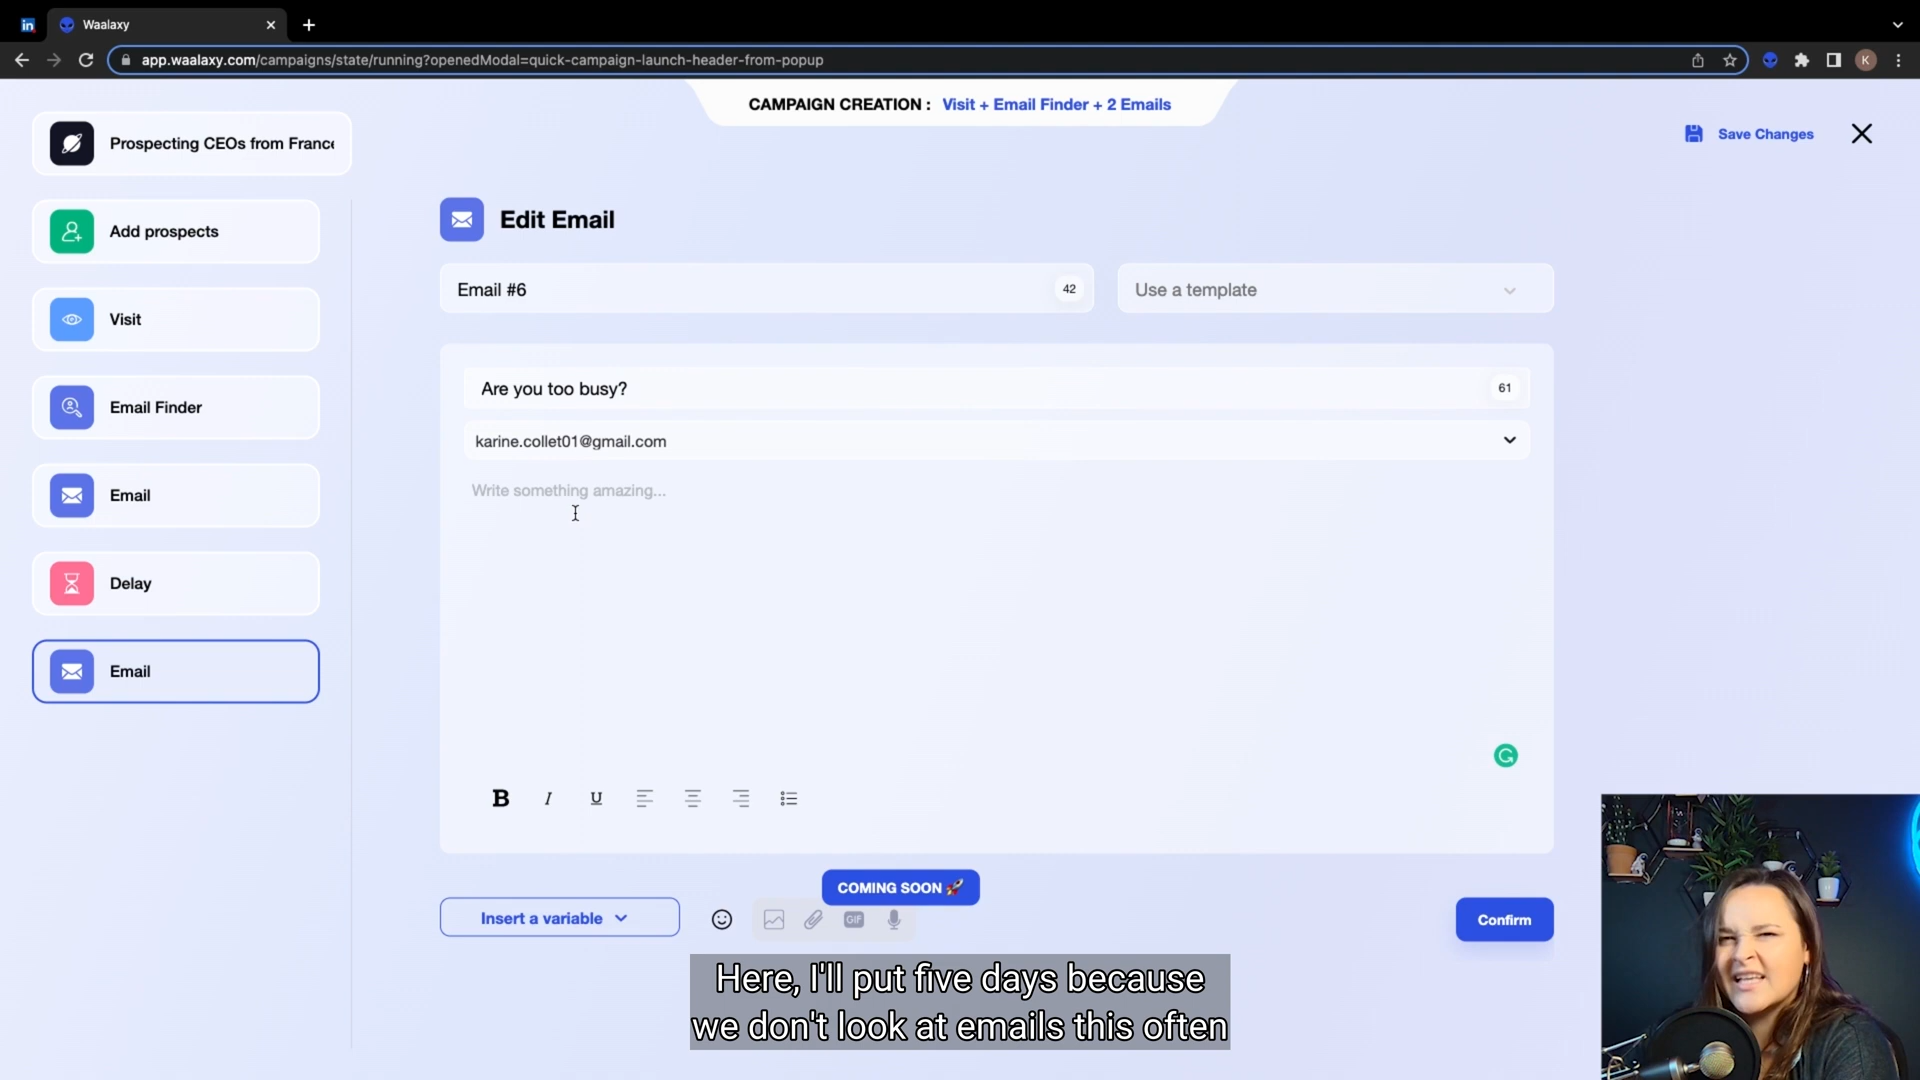 in
Waalaxy
app.waalaxy.com/campaigns/state/running?openedModal=quick-campaign-launch-header-from-popup
K
CAMPAIGN CREATION : Visit + Email Finder + 2 Emails
Save Changes
Prospecting CEOs from France
Add prospects
Visit
Email Finder
Email
Delay
Email
Edit Email
Email #6
42
Use a template
Are you too busy?
61
karine.collet01@gmail.com
Write something amazing...
G
B I U
COMING SOON 🚀
Insert a variable
GIF
Confirm
Here, I'll put five days because
we don't look at emails this often